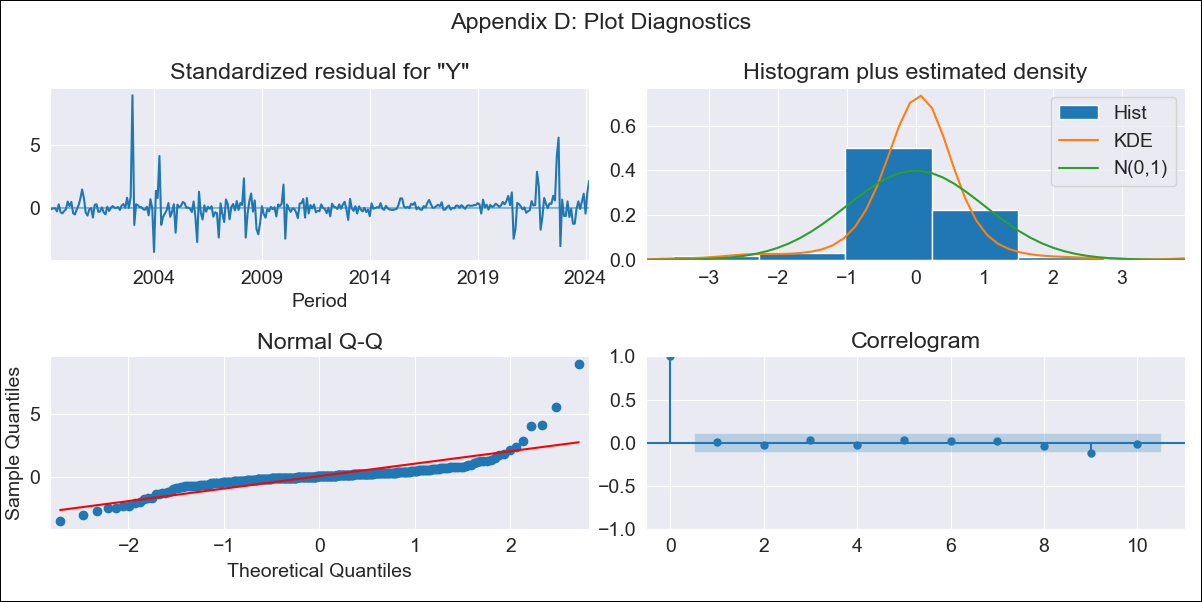 Appendix D: Plot Diagnostics
Standardized residual for "Y"
5
0
2004 2009 2014 2019 2024
Period
Histogram plus estimated density
Hist
KDE
N(0,1)
0.6
0.4
0.2
0.0
−3 −2 −1 0 1 2 3
Normal Q-Q
Sample Quantiles
5
0
−2 −1 0 1 2
Theoretical Quantiles
Correlogram
1.0
0.5
0.0
−0.5
−1.0
0 2 4 6 8 10